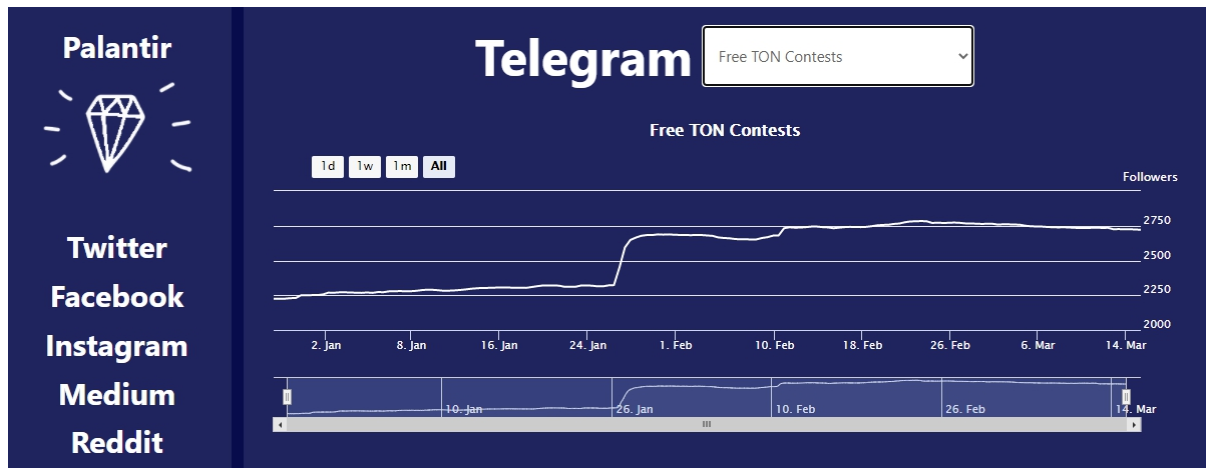 Palantir
Twitter
Facebook
Instagram
Medium
Reddit
Telegram Free TON Contests
Free TON Contests
1d 1w 1m All
Followers
2750
2500
2250
2000
2. Jan 8. Jan 16. Jan 24. Jan 1. Feb 10. Feb 18. Feb 26. Feb 6. Mar 14. Mar
10. Jan 26. Jan 10. Feb 26. Feb 14. Mar